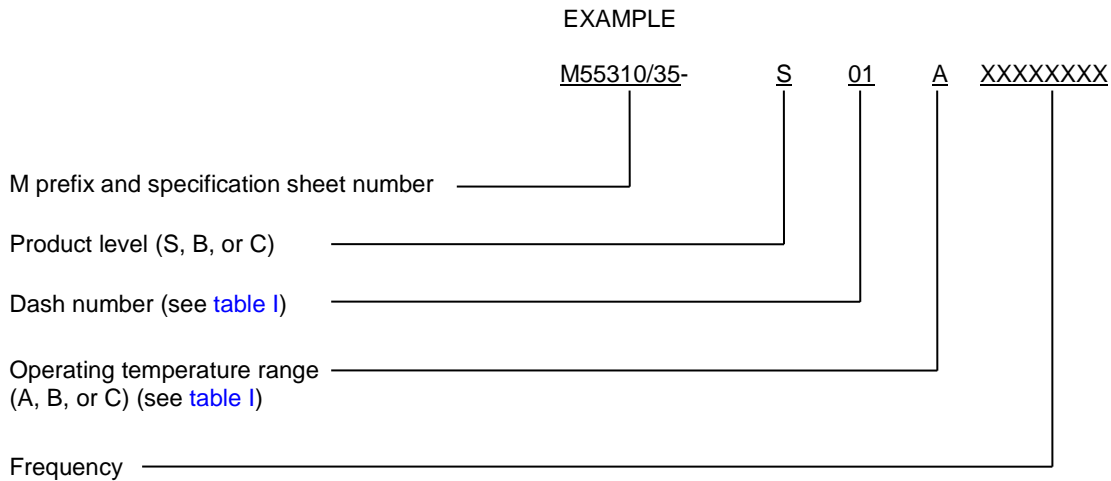 EXAMPLE
M55310/35- S 01 A XXXXXXXX
M prefix and specification sheet number
Product level (S, B, or C)
Dash number (see table I)
Operating temperature range
(A, B, or C) (see table I)
Frequency